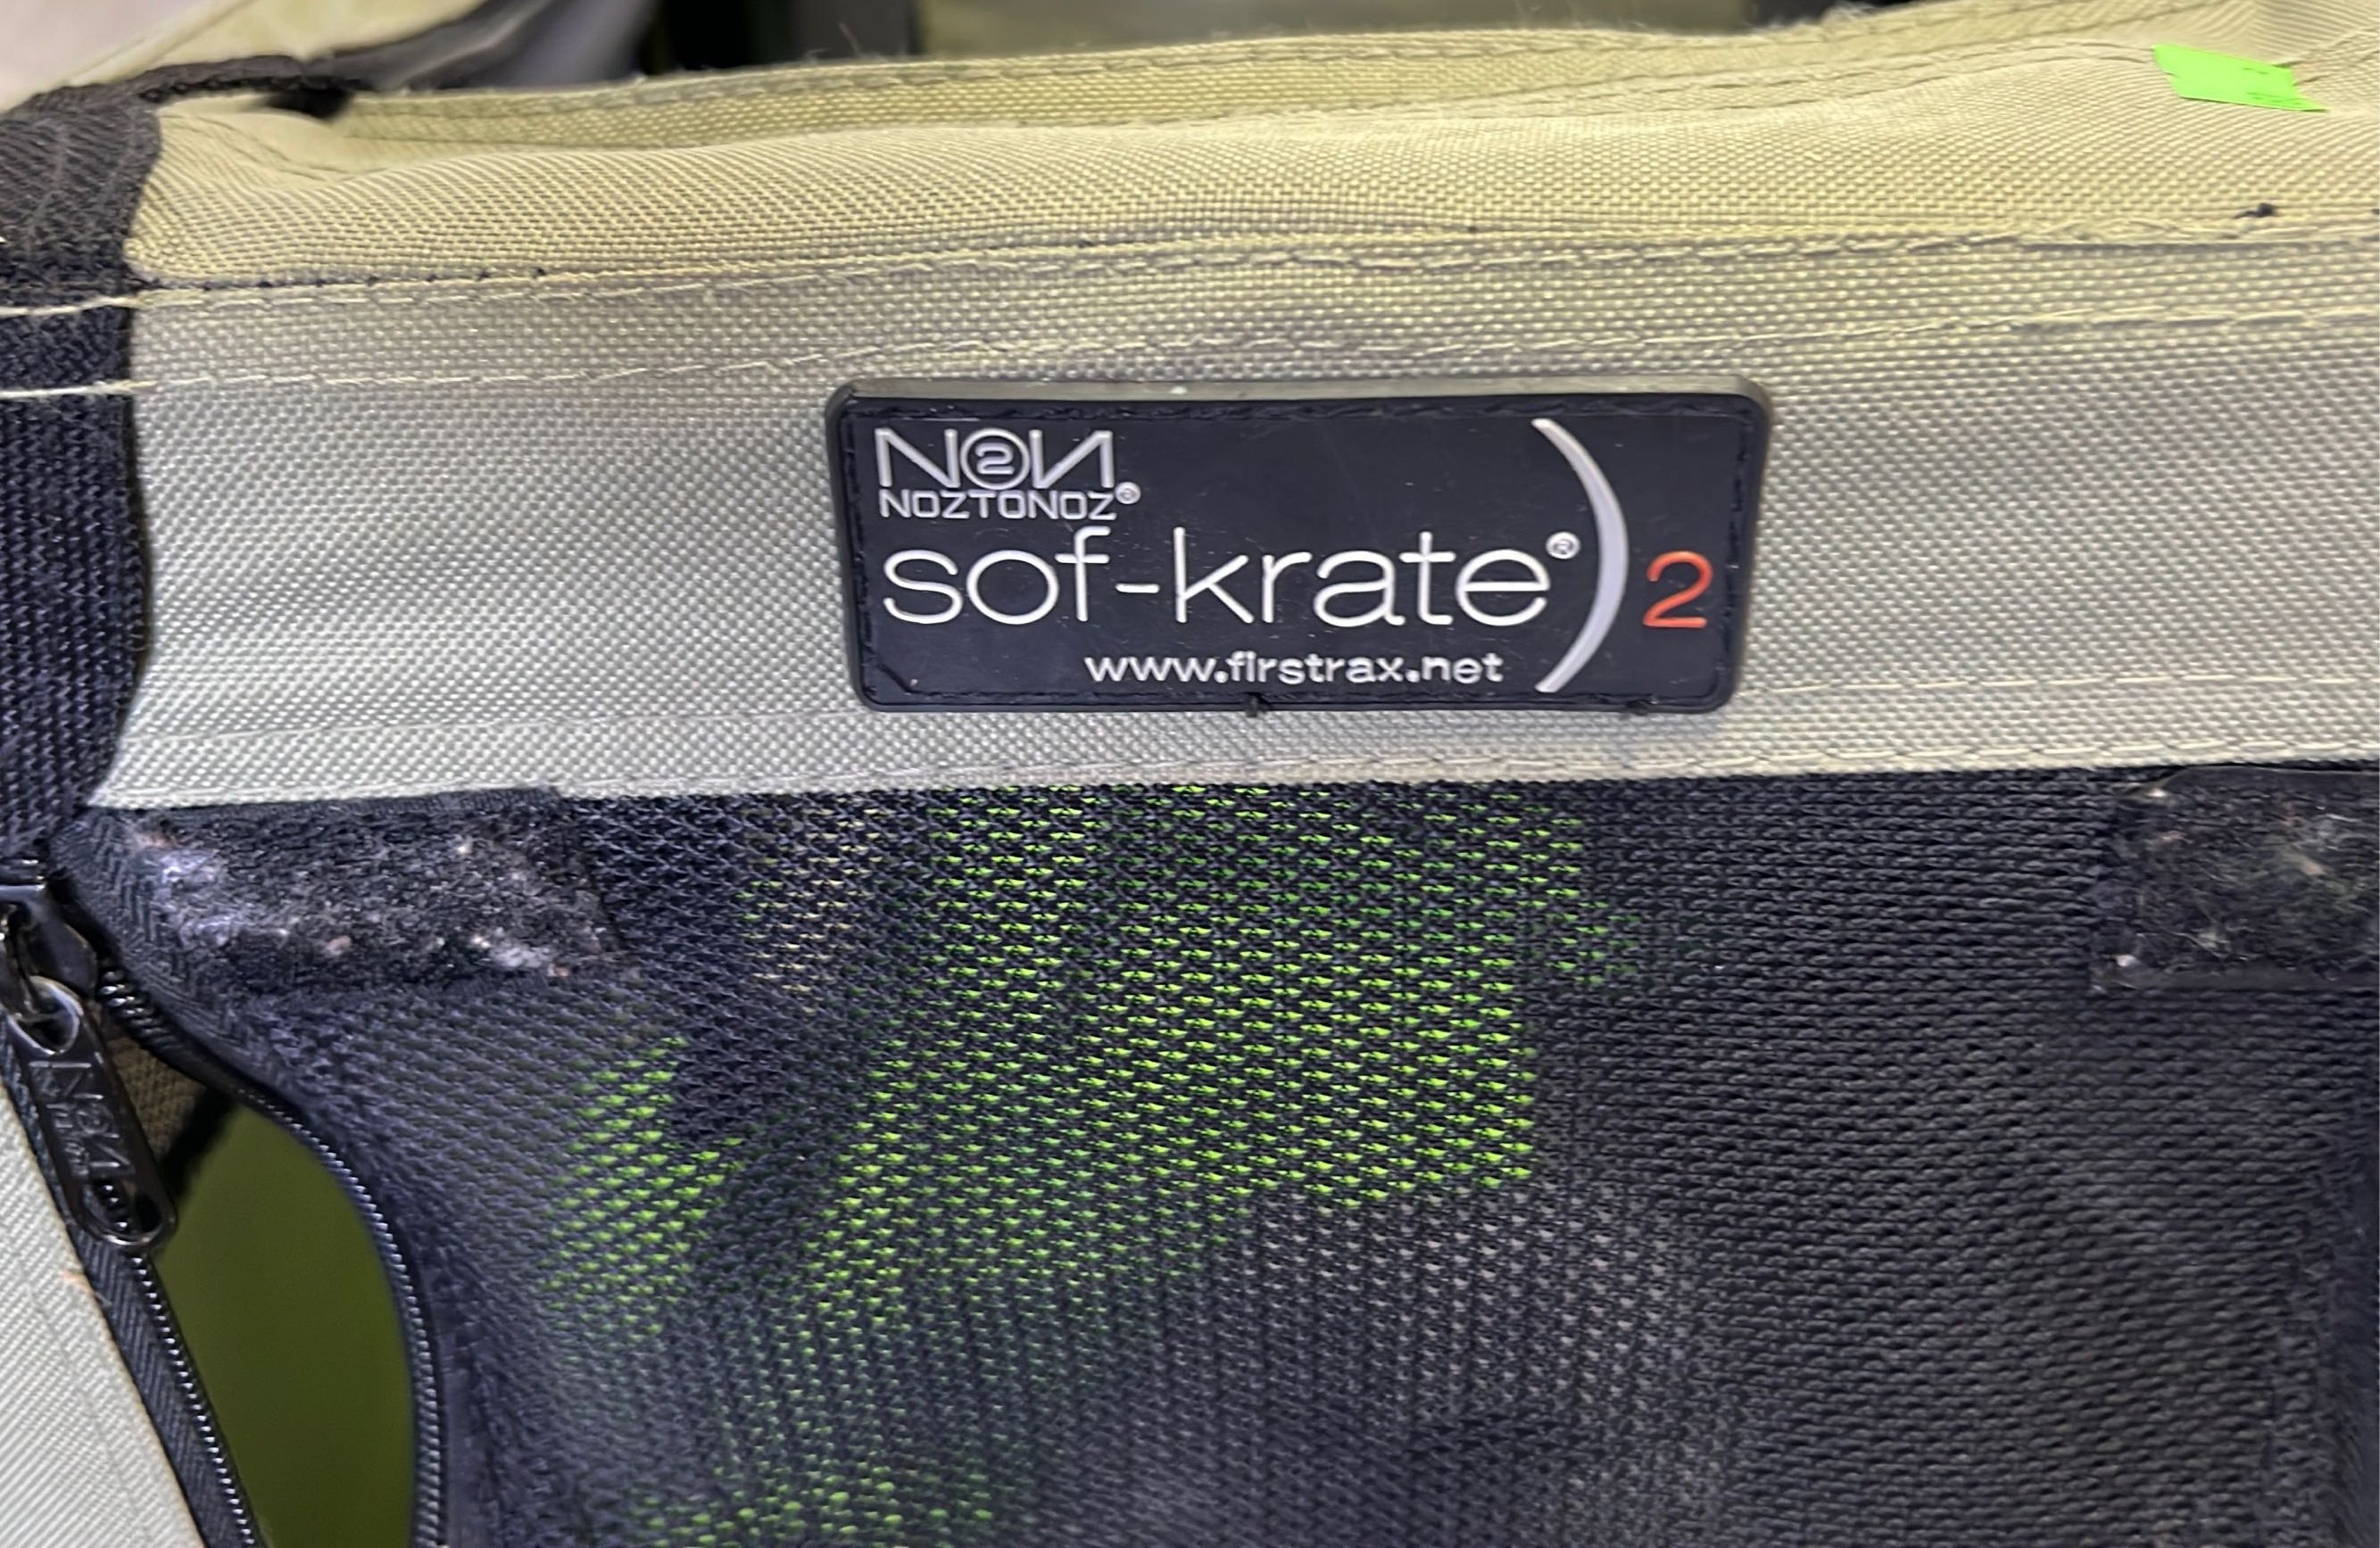 N2N
NOZTONOZ®
sof-krate® 2
www.firstrax.net